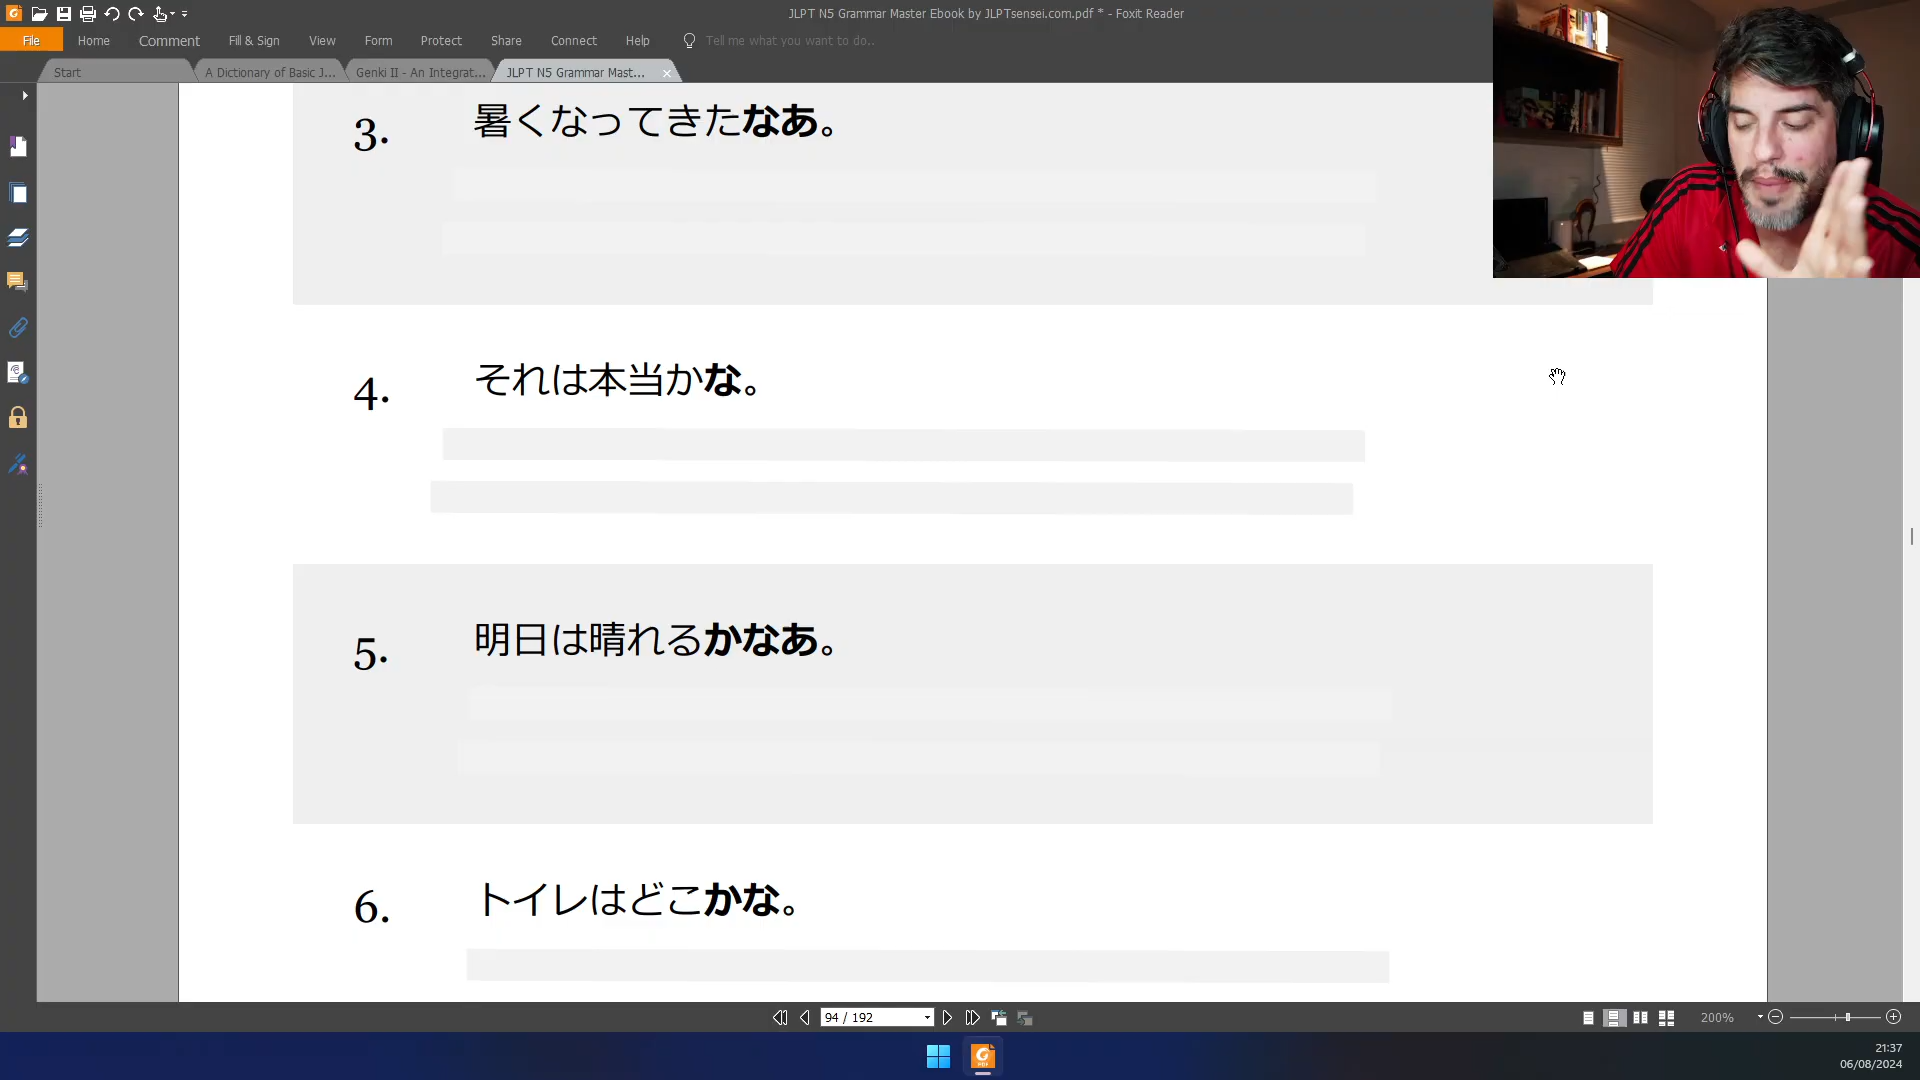 JLPT N5 Grammar Master Ebook by JLPTsensei.com.pdf * - Foxit Reader
File Home Comment Fill & Sign View Form Protect Share Connect Help Tell me what you want to do..
Start A Dictionary of Basic J... Genki II - An Integrat... JLPT N5 Grammar Mast...
3. 暑くなってきたなあ。
4. それは本当かな。
5. 明日は晴れるかなあ。
6. トイレはどこかな。
94 / 192
200%
21:37
06/08/2024